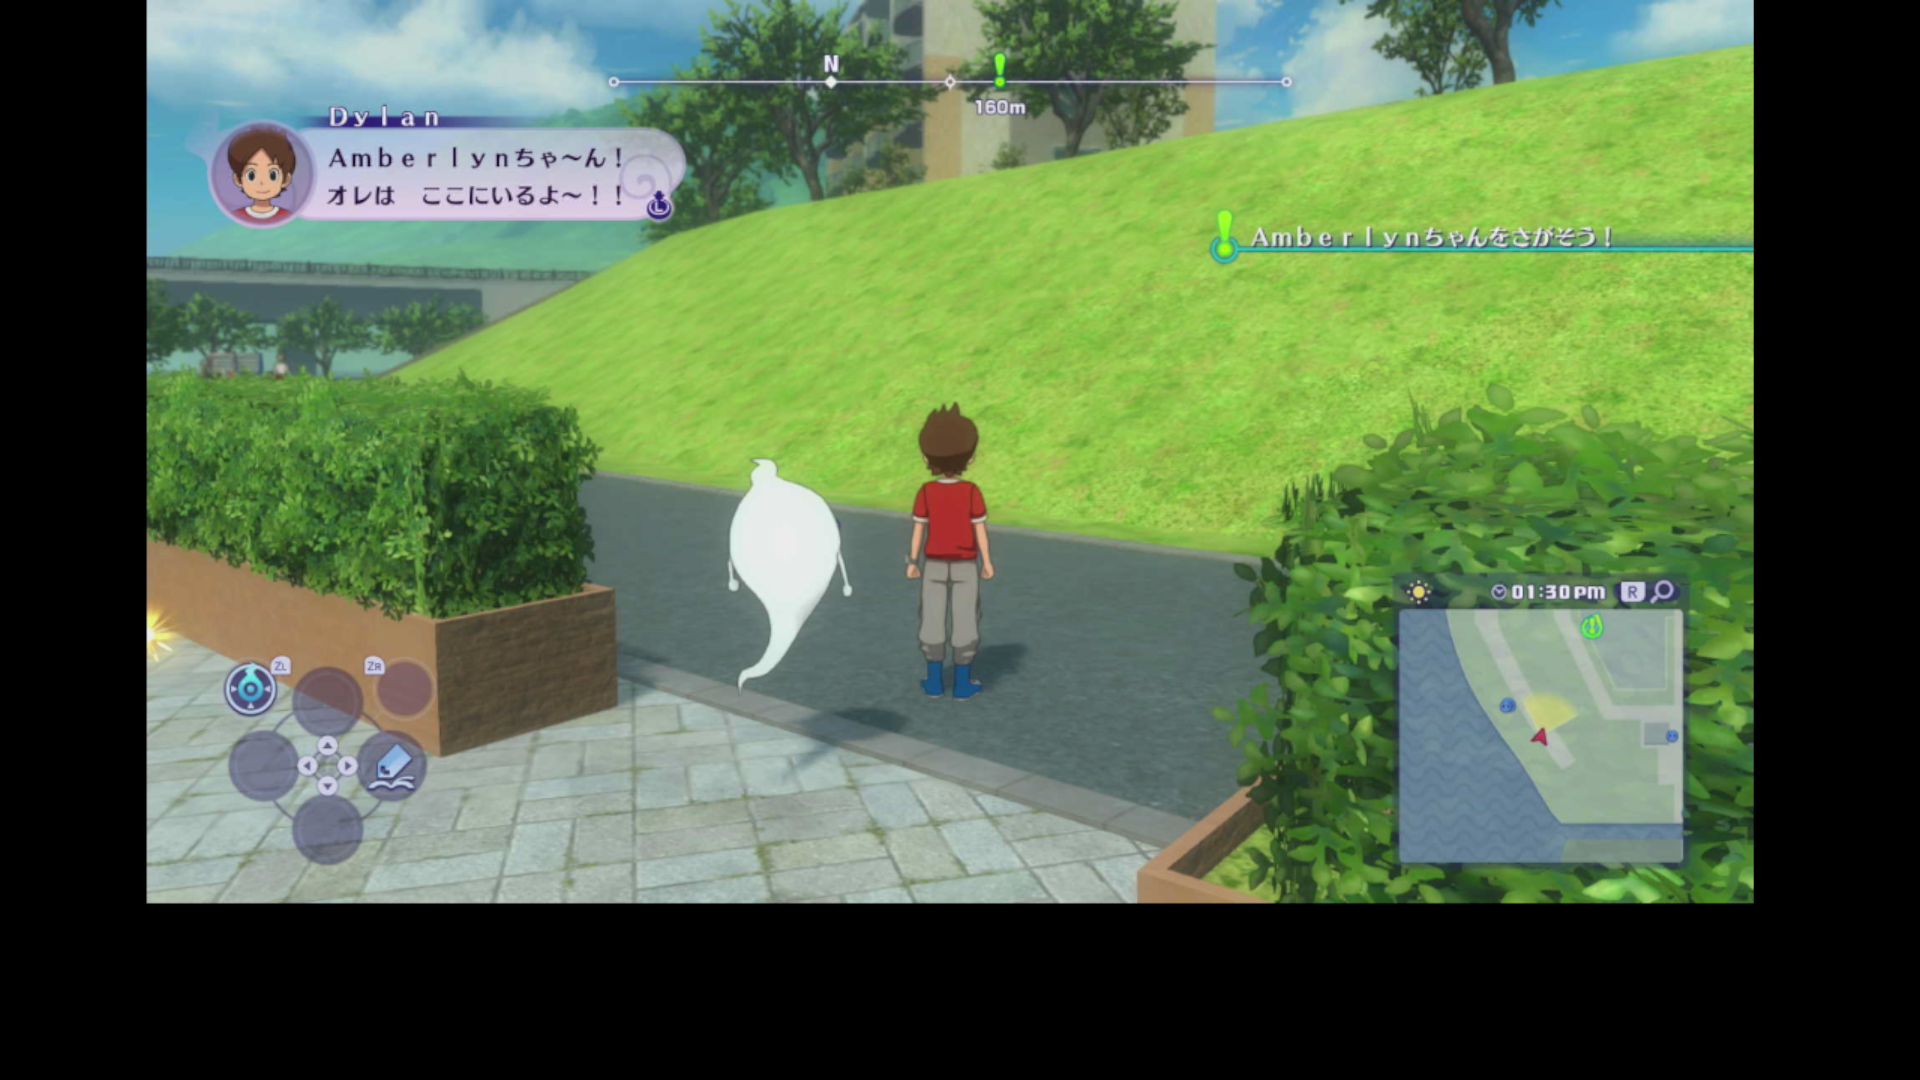 N
160m
Dylan
Amberlynちゃ～ん！
オレは　ここにいるよ～！！
L
Amberlynちゃんをさがそう！
01:30PM R
ZL
ZR